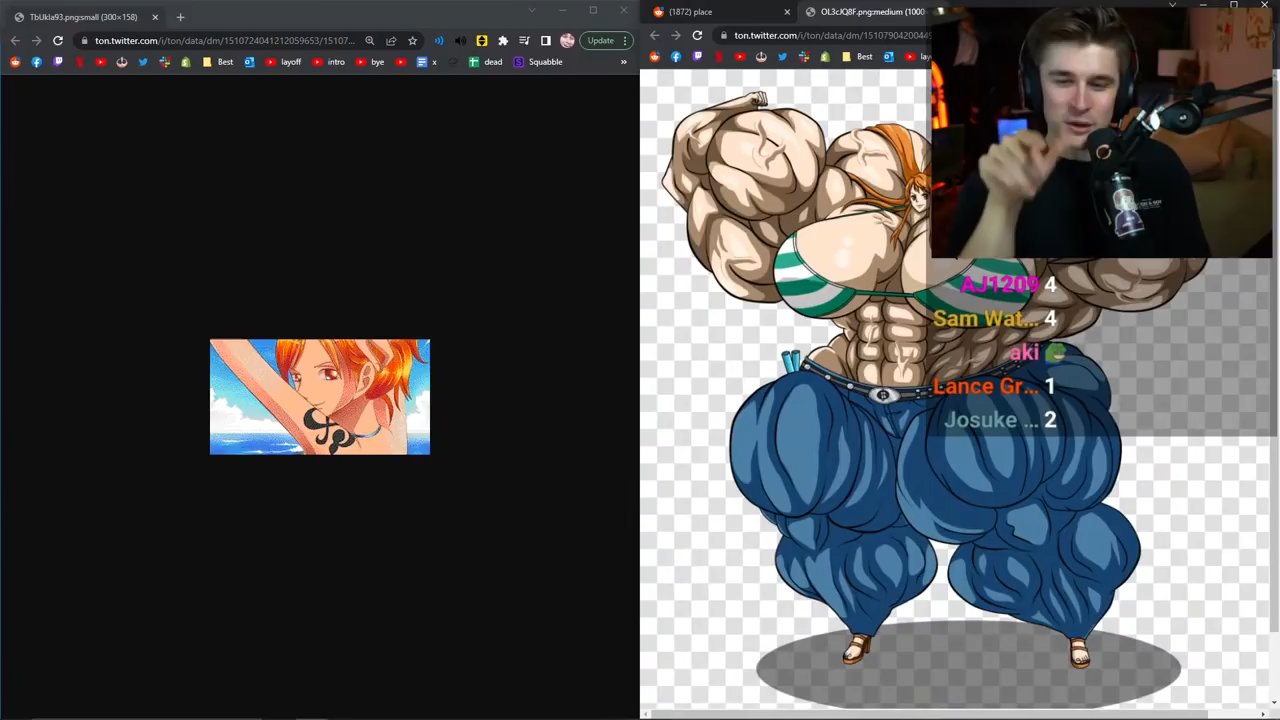 TbUkla93.png:small (300×158)
ton.twitter.com/i/ton/data/dm/1510724041212059653/15107...
Update
Best
layoff
intro
bye
x
dead
Squabble
»
(1872) place
OL3cJQ8F.png:medium (1000
ton.twitter.com/i/ton/data/dm/15107904200445
Best
lay
AJ1209 4
Sam Wat... 4
aki
Lance Gr... 1
Josuke ... 2